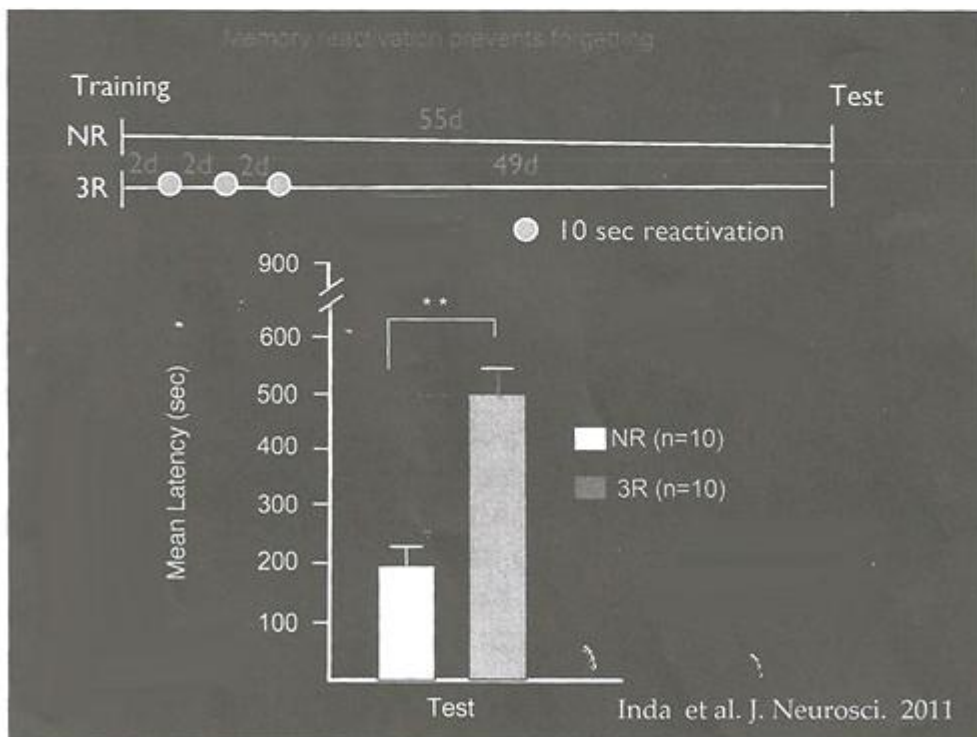 Memory reactivation prevents forgetting
Training
Test
NR
55d
2d 2d 2d
49d
3R
10 sec reactivation
900
600
500
400
300
200
100
Mean Latency (sec)
**
NR (n=10)
3R (n=10)
Test
Inda et al. J. Neurosci. 2011